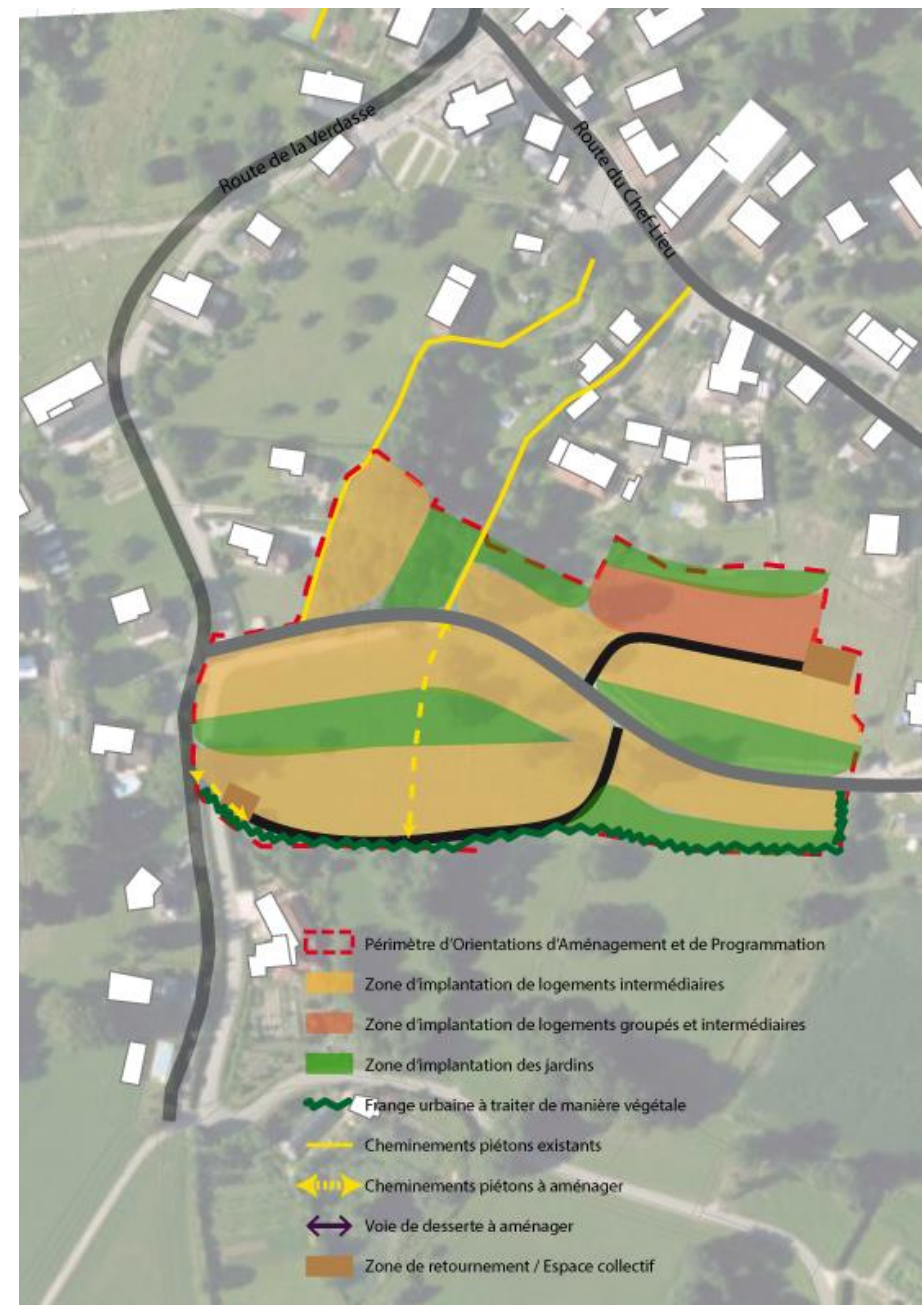 Route de la Verdasse
Route du Chef-Lieu
Périmètre d'Orientations d'Aménagement et de Programmation
Zone d'implantation de logements intermédiaires
Zone d'implantation de logements groupés et intermédiaires
Zone d'implantation des jardins
Frange urbaine à traiter de manière végétale
Cheminements piétons existants
Cheminements piétons à aménager
Voie de desserte à aménager
Zone de retournement / Espace collectif